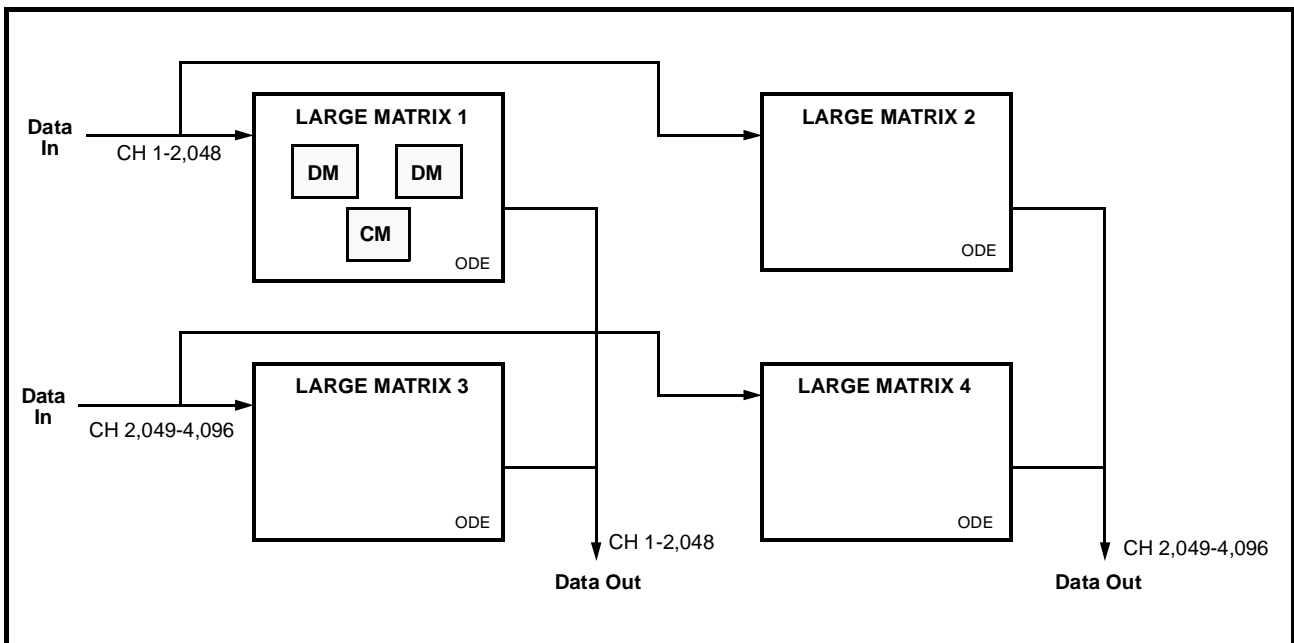 LARGE MATRIX 1
LARGE MATRIX 2
Data
In
CH 1-2,048
DM
DM
CM
ODE
ODE
LARGE MATRIX 3
LARGE MATRIX 4
Data
In
CH 2,049-4,096
ODE
ODE
CH 1-2,048
CH 2,049-4,096
Data Out
Data Out